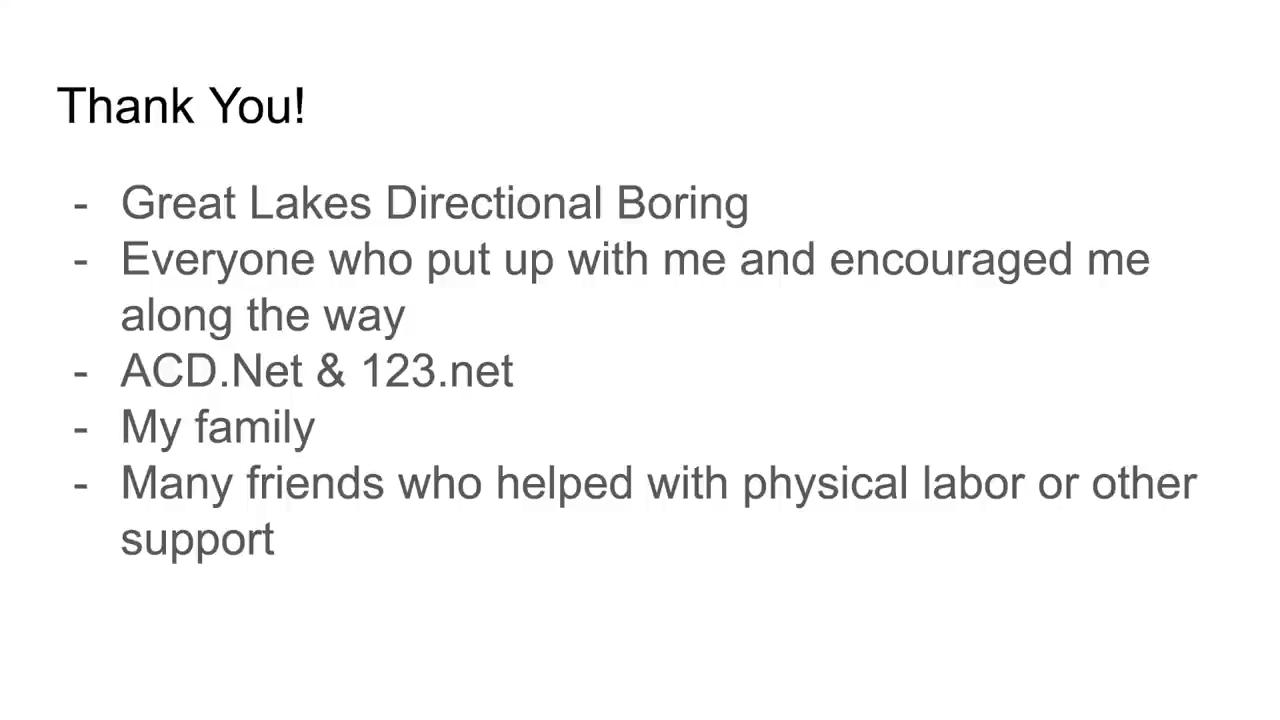 Thank You!
- Great Lakes Directional Boring
- Everyone who put up with me and encouraged me
along the way
- ACD.Net & 123.net
- My family
- Many friends who helped with physical labor or other
support